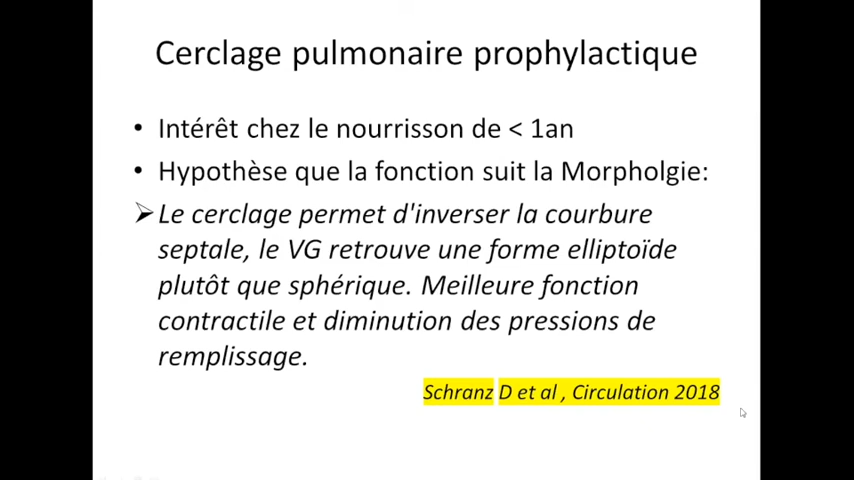 Cerclage pulmonaire prophylactique
• Intérêt chez le nourrisson de < 1an
• Hypothèse que la fonction suit la Morpholgie:
➢ Le cerclage permet d'inverser la courbure
septale, le VG retrouve une forme elliptoïde
plutôt que sphérique. Meilleure fonction
contractile et diminution des pressions de
remplissage.
Schranz D et al , Circulation 2018